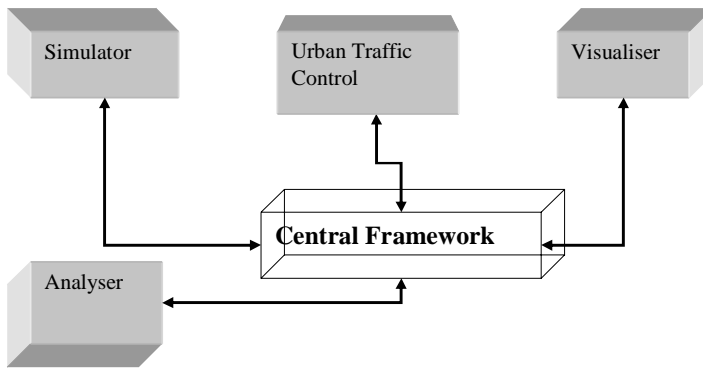 Simulator
Urban Traffic
Control
Visualiser
Central Framework
Analyser